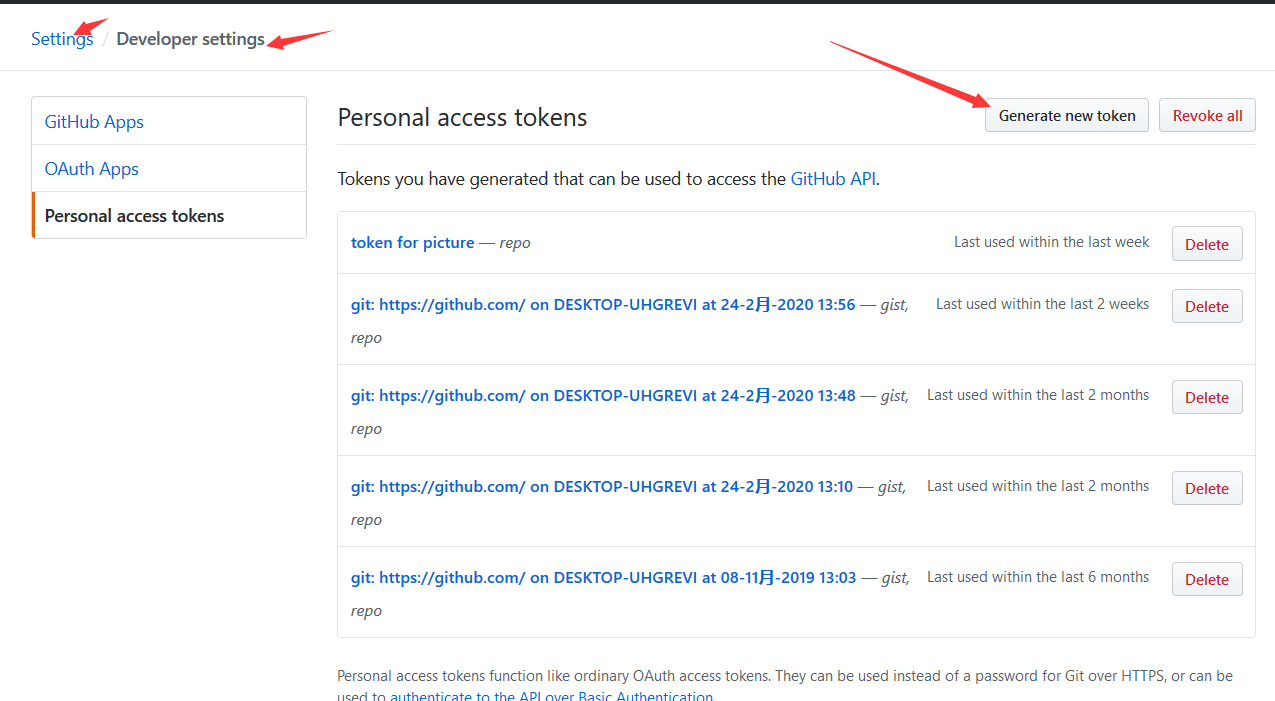 Settings / Developer settings
GitHub Apps
OAuth Apps
Personal access tokens
Personal access tokens
Generate new token
Revoke all
Tokens you have generated that can be used to access the GitHub API.
token for picture — repo
Last used within the last week
Delete
git: https://github.com/ on DESKTOP-UHGREVI at 24-2月-2020 13:56 — gist,
repo
Last used within the last 2 weeks
Delete
git: https://github.com/ on DESKTOP-UHGREVI at 24-2月-2020 13:48 — gist,
repo
Last used within the last 2 months
Delete
git: https://github.com/ on DESKTOP-UHGREVI at 24-2月-2020 13:10 — gist,
repo
Last used within the last 2 months
Delete
git: https://github.com/ on DESKTOP-UHGREVI at 08-11月-2019 13:03 — gist,
repo
Last used within the last 6 months
Delete
Personal access tokens function like ordinary OAuth access tokens. They can be used instead of a password for Git over HTTPS, or can be
used to authenticate to the API over Basic Authentication.